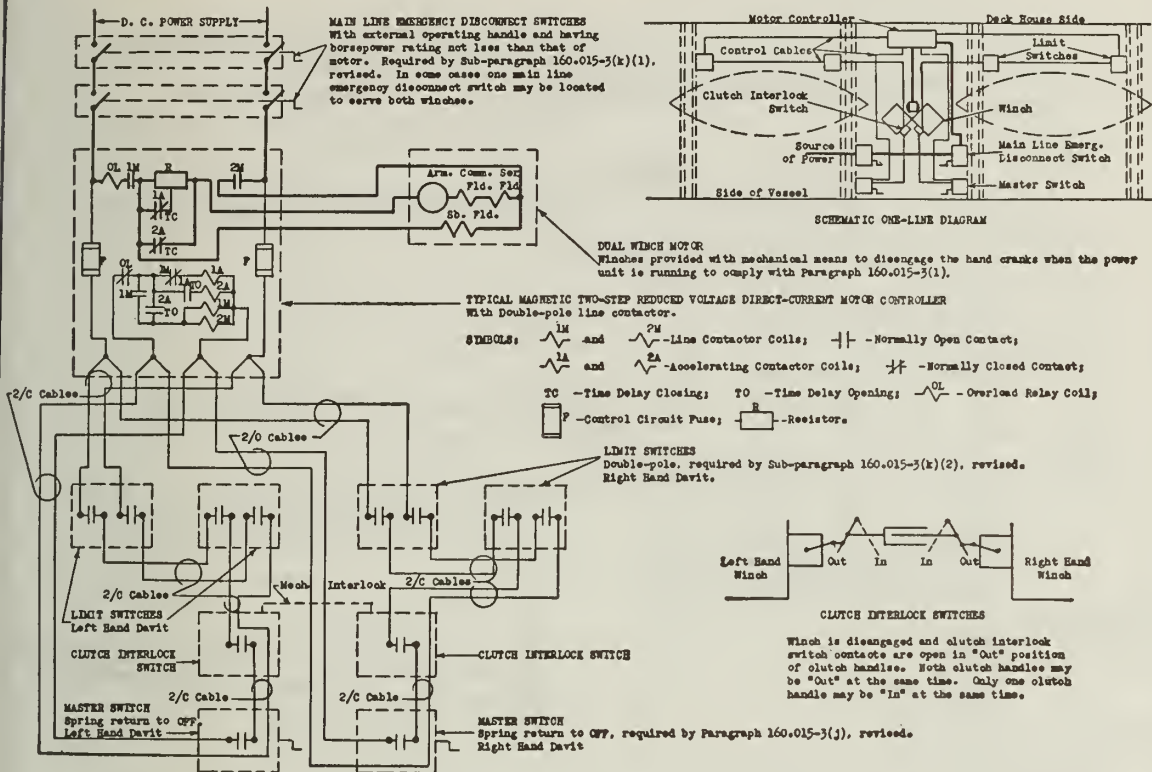 D. C. POWER SUPPLY
MAIN LINE EMERGENCY DISCONNECT SWITCHES
With external operating handle and having
horsepower rating not less than that of
motor. Required by Sub-paragraph 160.015-3(k)(1),
revised. In some cases one main line
emergency disconnect switch may be located
to serve both winches.
Motor Controller
Deck House Side
Control Cables
Limit
Switches
Clutch Interlock
Switch
Winch
Source
of Power
Main Line Emerg.
Disconnect Switch
Side of Vessel
Master Switch
SCHEMATIC ONE-LINE DIAGRAM
OL 1M R 2M
1A
TC
2A
TC
Arm. Comm. Ser
Fld. Fld
Sh. Fld.
F F
OL 1M 1A
1M 1A 2A
2A 1M
TO 2M
DUAL WINCH MOTOR
Winches provided with mechanical means to disengage the hand cranks when the power
unit is running to comply with Paragraph 160.015-3(l).
TYPICAL MAGNETIC TWO-STEP REDUCED VOLTAGE DIRECT-CURRENT MOTOR CONTROLLER
With Double-pole line contactor.
SYMBOLS: 1M and 2M -Line Contactor Coils; -Normally Open Contact;
1A and 2A -Accelerating Contactor Coils; -Normally Closed Contact;
TC -Time Delay Closing; TO -Time Delay Opening; OL -Overload Relay Coil;
F -Control Circuit Fuse; R -Resistor.
2/C Cables
2/C Cables
LIMIT SWITCHES
Double-pole, required by Sub-paragraph 160.015-3(k)(2), revised.
Right Hand Davit.
2/C Cables
Mech. Interlock
2/C Cables
LIMIT SWITCHES
Left Hand Davit
CLUTCH INTERLOCK
SWITCH
CLUTCH INTERLOCK SWITCH
2/C Cable
2/C Cable
MASTER SWITCH
Spring return to OFF
Left Hand Davit
MASTER SWITCH
Spring return to OFF, required by Paragraph 160.015-3(j), revised.
Right Hand Davit
Left Hand
Winch
Out In In Out
Right Hand
Winch
CLUTCH INTERLOCK SWITCHES
Winch is disengaged and clutch interlock
switch contacts are open in "Out" position
of clutch handles. Both clutch handles may
be "Out" at the same time. Only one clutch
handle may be "In" at the same time.